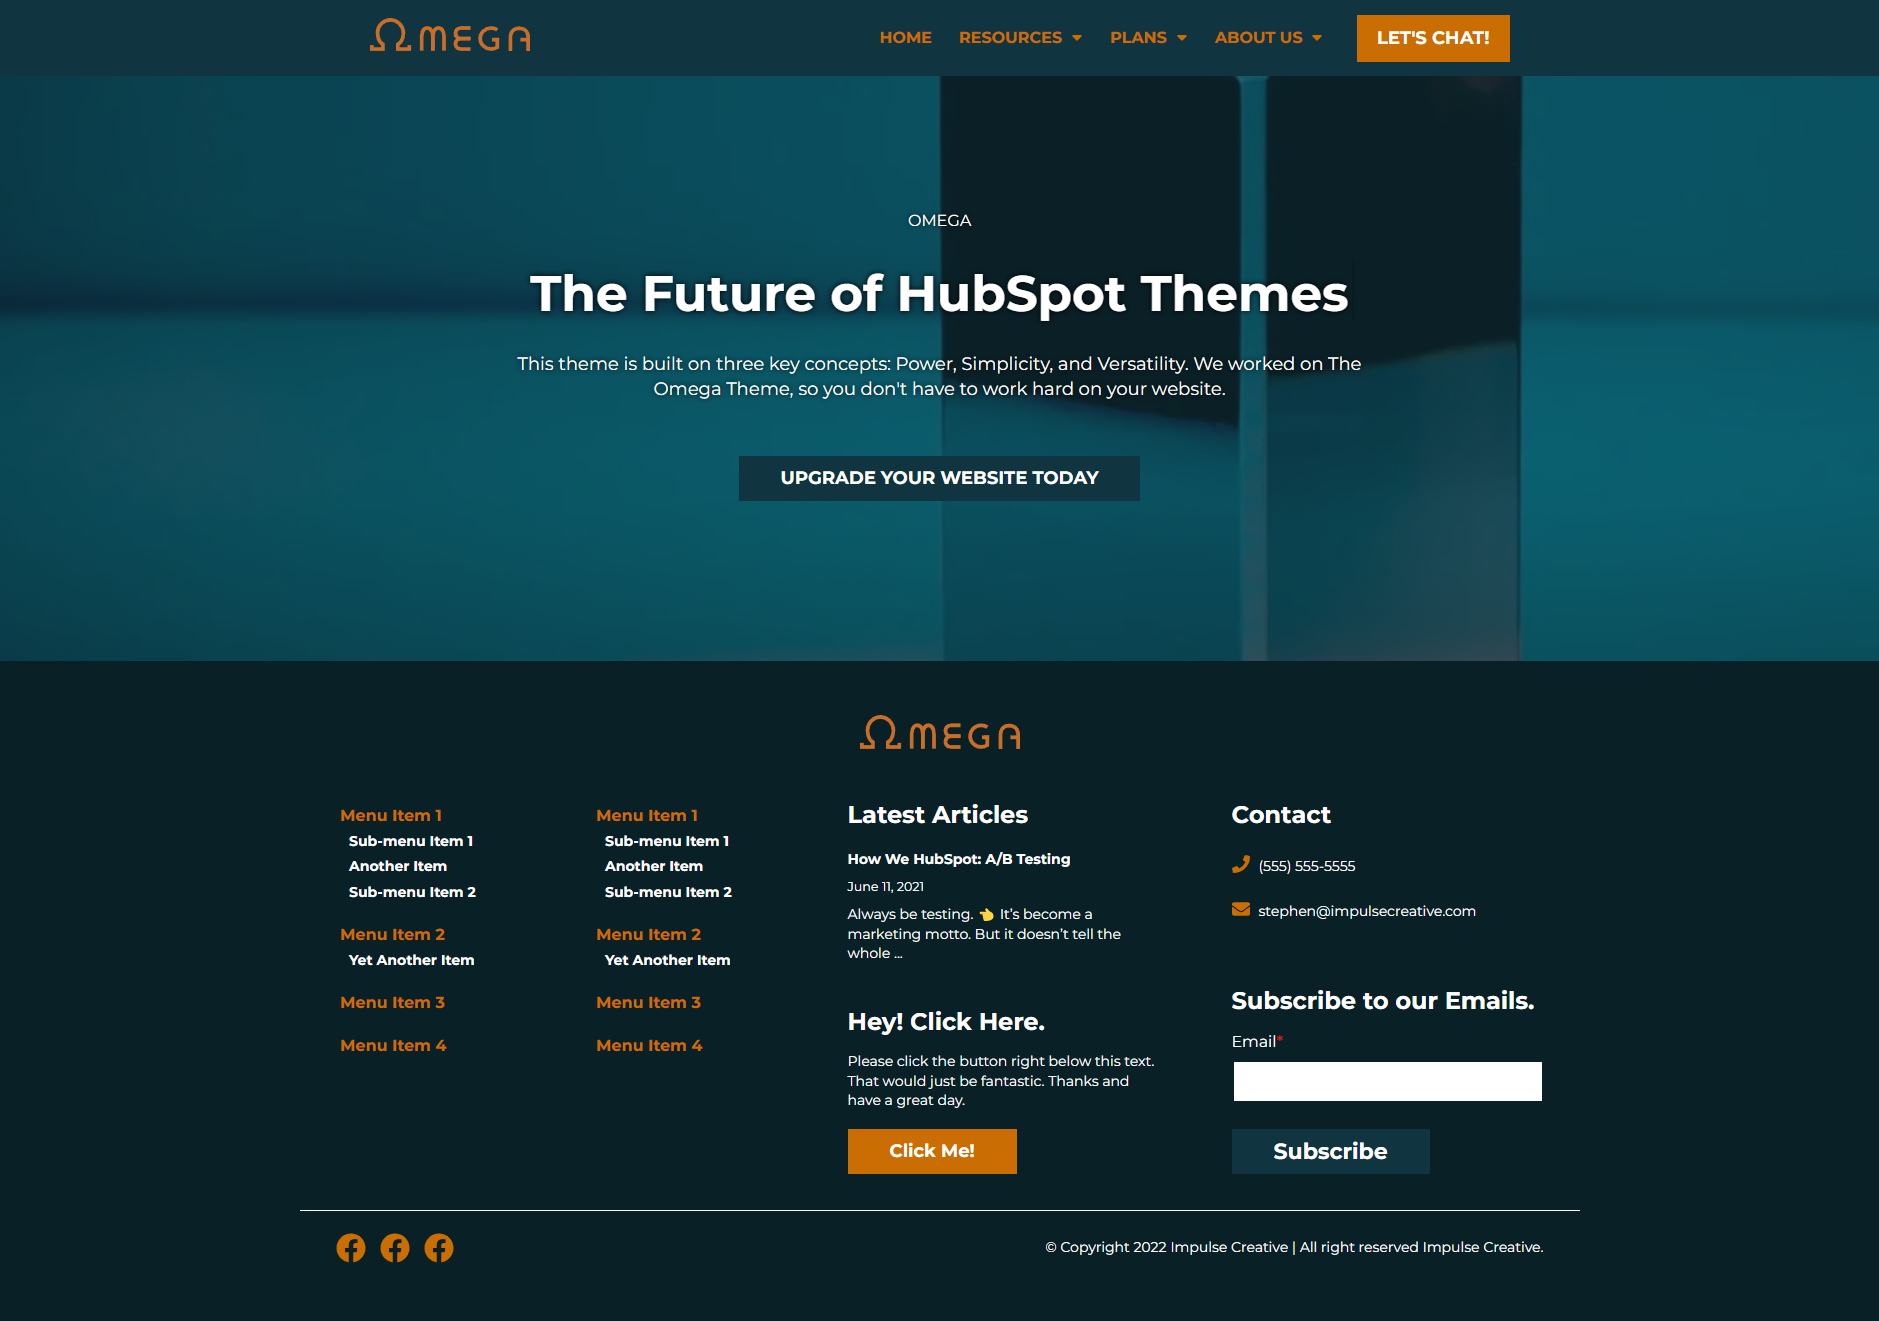 ΩMEGA
HOME RESOURCES PLANS ABOUT US LET'S CHAT!
OMEGA
The Future of HubSpot Themes
This theme is built on three key concepts: Power, Simplicity, and Versatility. We worked on The
Omega Theme, so you don't have to work hard on your website.
UPGRADE YOUR WEBSITE TODAY
ΩMEGA
Menu Item 1
Sub-menu Item 1
Another Item
Sub-menu Item 2
Menu Item 2
Yet Another Item
Menu Item 3
Menu Item 4
Menu Item 1
Sub-menu Item 1
Another Item
Sub-menu Item 2
Menu Item 2
Yet Another Item
Menu Item 3
Menu Item 4
Latest Articles
How We HubSpot: A/B Testing
June 11, 2021
Always be testing. 👈 It's become a
marketing motto. But it doesn't tell the
whole ...
Hey! Click Here.
Please click the button right below this text.
That would just be fantastic. Thanks and
have a great day.
Click Me!
Contact
(555) 555-5555
stephen@impulsecreative.com
Subscribe to our Emails.
Email*
Subscribe
© Copyright 2022 Impulse Creative | All right reserved Impulse Creative.